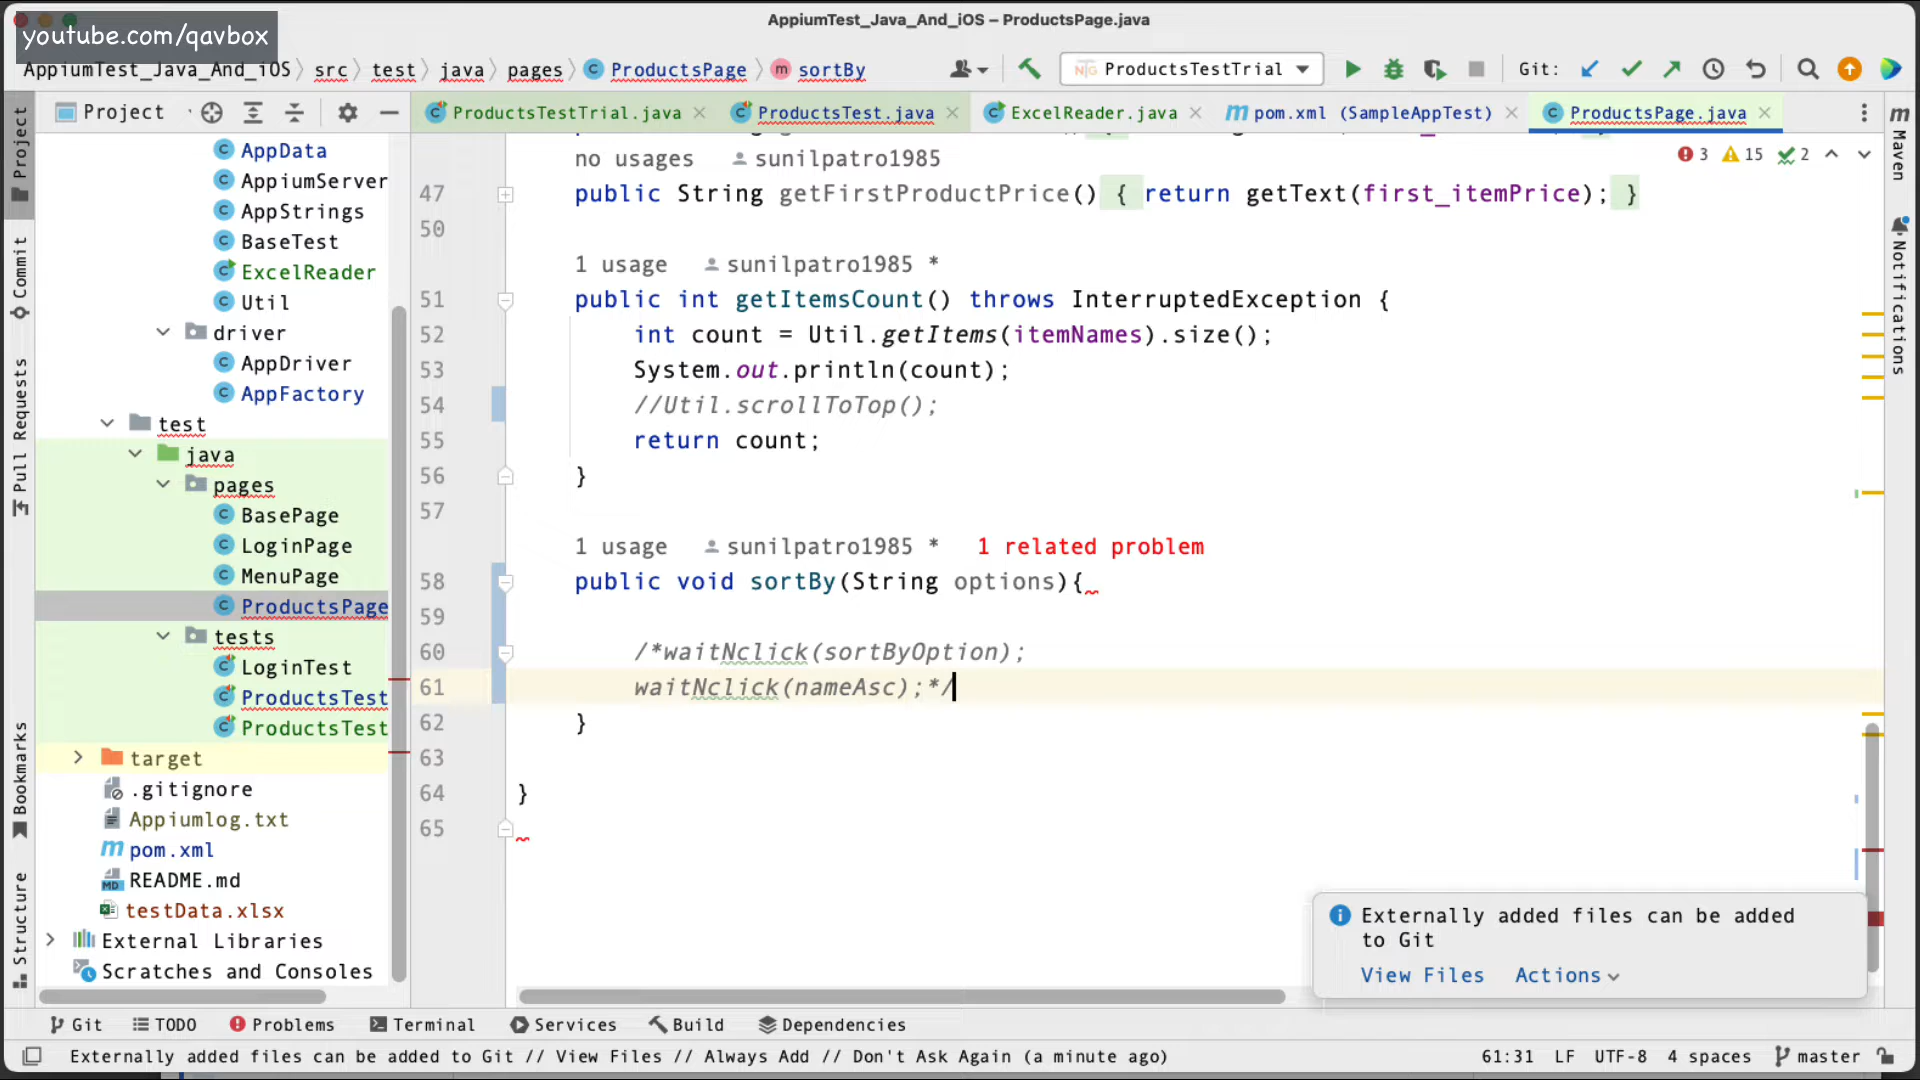 AppiumTest_Java_And_iOS – ProductsPage.java
youtube.com/qavbox
AppiumTest_Java_And_iOS
src
test
java
pages
ProductsPage
sortBy
ProductsTestTrial
Git:
Project
ProductsTestTrial.java
ProductsTest.java
ExcelReader.java
pom.xml (SampleAppTest)
ProductsPage.java
Project
Commit
Pull Requests
Bookmarks
Structure
Maven
Notifications
AppData
AppiumServer
AppStrings
BaseTest
ExcelReader
Util
driver
AppDriver
AppFactory
test
java
pages
BasePage
LoginPage
MenuPage
ProductsPage
tests
LoginTest
ProductsTest
ProductsTest
target
.gitignore
Appiumlog.txt
pom.xml
README.md
testData.xlsx
External Libraries
Scratches and Consoles
3 15 2
no usages sunilpatro1985
47 public String getFirstProductPrice() { return getText(first_itemPrice); }
50
1 usage sunilpatro1985 *
51 public int getItemsCount() throws InterruptedException {
52 int count = Util.getItems(itemNames).size();
53 System.out.println(count);
54 //Util.scrollToTop();
55 return count;
56 }
57
1 usage sunilpatro1985 * 1 related problem
58 public void sortBy(String options){
59
60 /*waitNclick(sortByOption);
61 waitNclick(nameAsc);*/
62 }
63
64 }
65
Externally added files can be added
to Git
View Files Actions
Git TODO Problems Terminal Services Build Dependencies
Externally added files can be added to Git // View Files // Always Add // Don't Ask Again (a minute ago)
61:31 LF UTF-8 4 spaces master